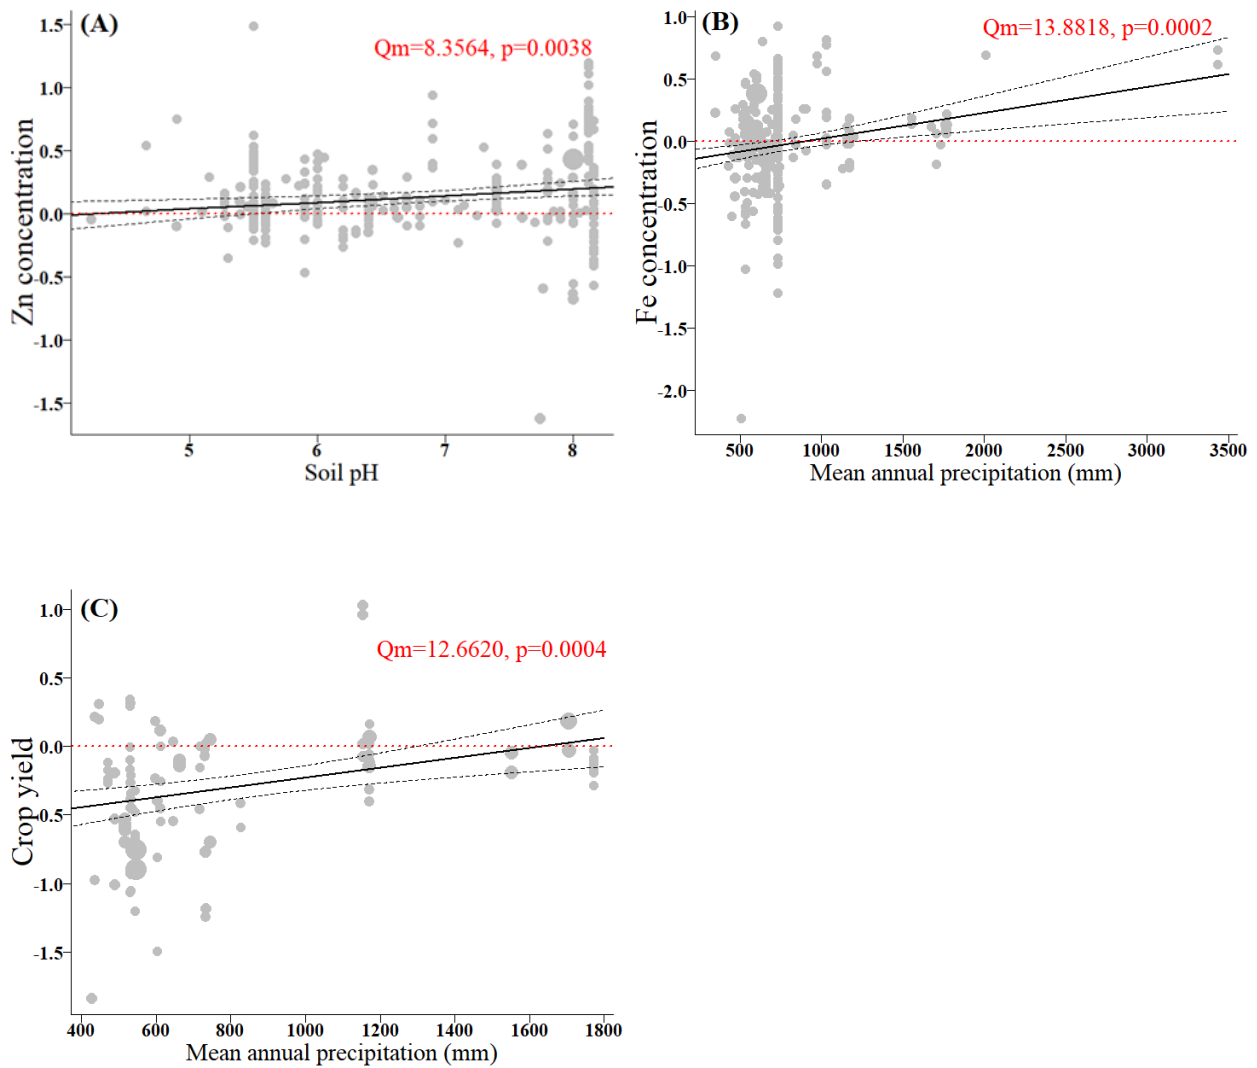 (A)
Qm=8.3564, p=0.0038
Zn concentration
1.5
1.0
0.5
0.0
-0.5
-1.0
-1.5
5 6 7 8
Soil pH
(B)
Qm=13.8818, p=0.0002
Fe concentration
1.0
0.5
0.0
-0.5
-1.0
-1.5
-2.0
500 1000 1500 2000 2500 3000 3500
Mean annual precipitation (mm)
(C)
Qm=12.6620, p=0.0004
Crop yield
1.0
0.5
0.0
-0.5
-1.0
-1.5
400 600 800 1000 1200 1400 1600 1800
Mean annual precipitation (mm)